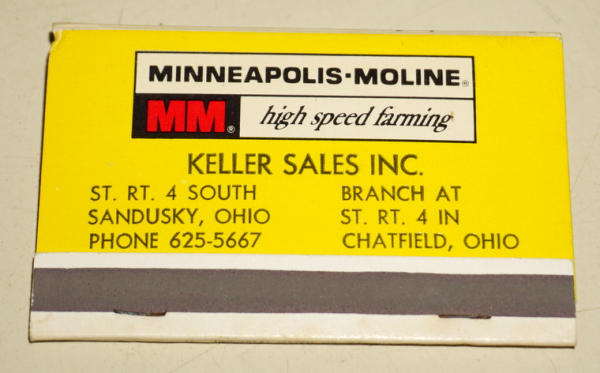 MINNEAPOLIS-MOLINE®
MM® high speed farming
KELLER SALES INC.
ST. RT. 4 SOUTH
SANDUSKY, OHIO
PHONE 625-5667
BRANCH AT
ST. RT. 4 IN
CHATFIELD, OHIO